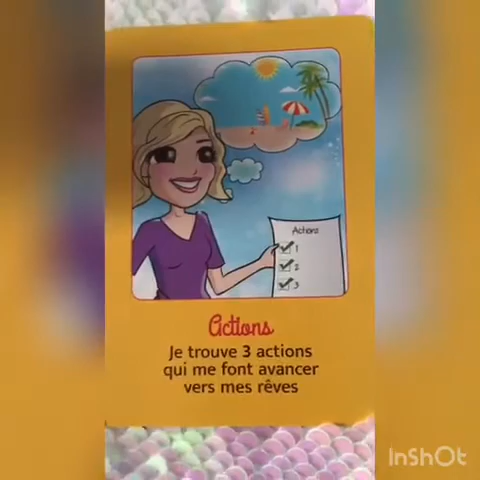 Actions
1
2
3
Actions
Je trouve 3 actions
qui me font avancer
vers mes rêves
InShOt